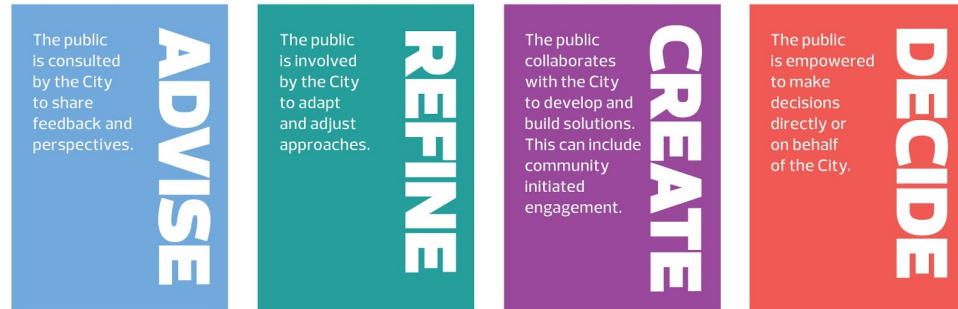 The public
is consulted
by the City
to share
feedback and
perspectives.
ADVISE
The public
is involved
by the City
to adapt
and adjust
approaches.
REFINE
The public
collaborates
with the City
to develop and
build solutions.
This can include
community
initiated
engagement.
CREATE
The public
is empowered
to make
decisions
directly or
on behalf
of the City.
DECIDE